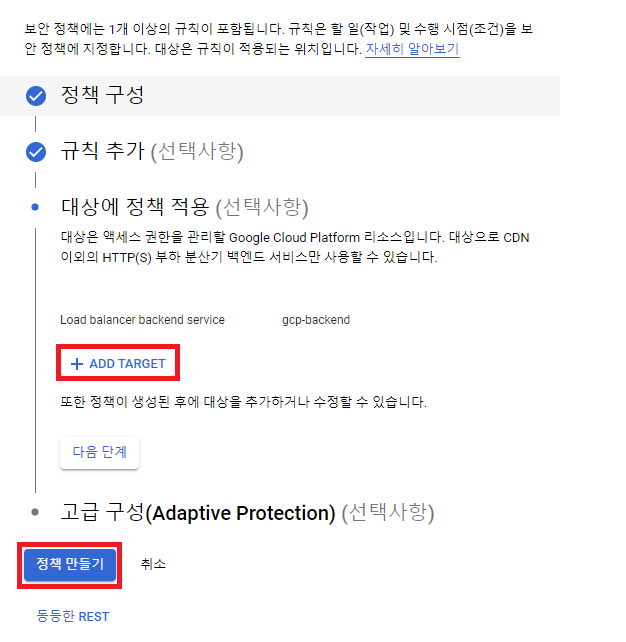 보안 정책에는 1개 이상의 규칙이 포함됩니다. 규칙은 할 일(작업) 및 수행 시점(조건)을 보
안 정책에 지정합니다. 대상은 규칙이 적용되는 위치입니다. 자세히 알아보기
정책 구성
규칙 추가 (선택사항)
대상에 정책 적용 (선택사항)
대상은 액세스 권한을 관리할 Google Cloud Platform 리소스입니다. 대상으로 CDN
이외의 HTTP(S) 부하 분산기 백엔드 서비스만 사용할 수 있습니다.
Load balancer backend service gcp-backend
+ ADD TARGET
또한 정책이 생성된 후에 대상을 추가하거나 수정할 수 있습니다.
다음 단계
고급 구성(Adaptive Protection) (선택사항)
정책 만들기 취소
동등한 REST